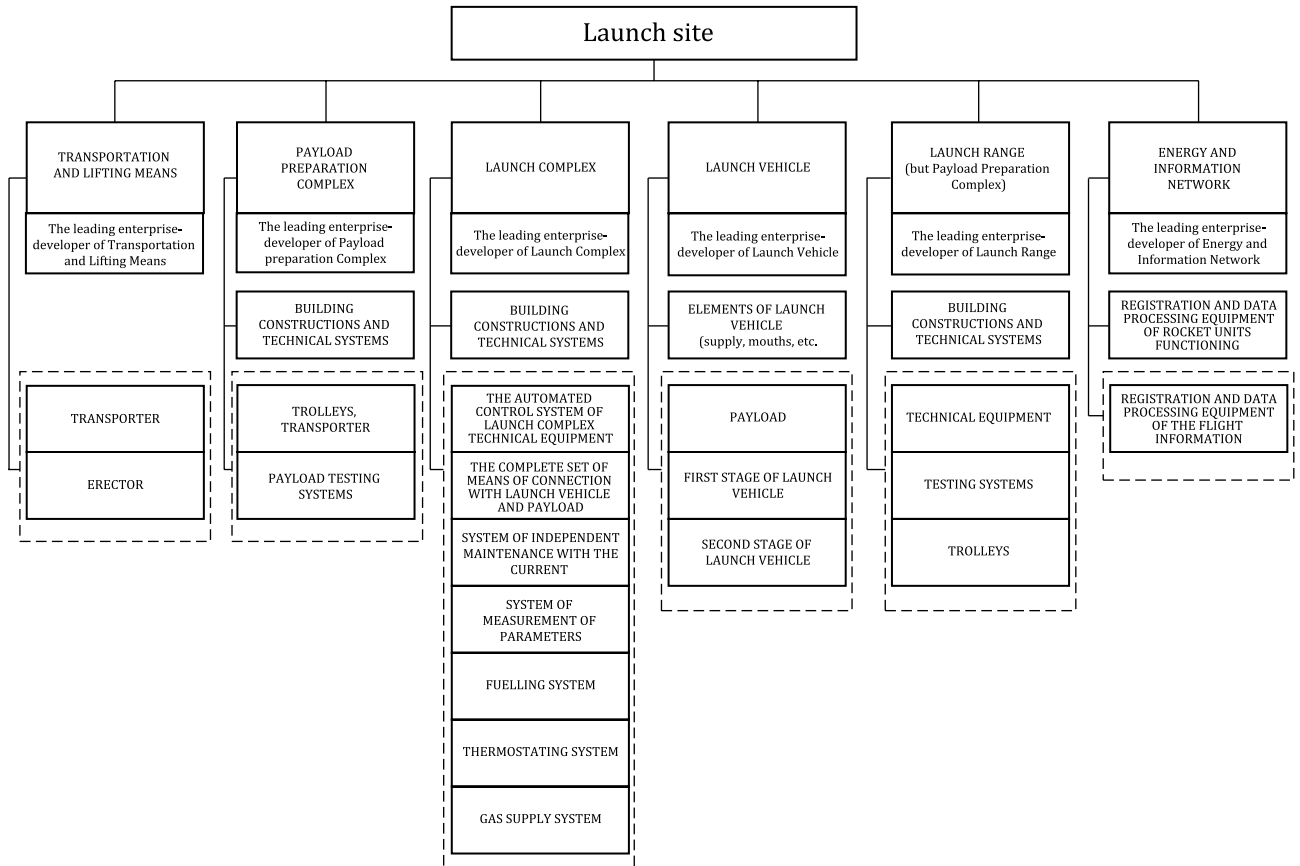 Launch site
TRANSPORTATION
AND LIFTING MEANS
The leading enterprise-
developer of Transportation
and Lifting Means
TRANSPORTER
ERECTOR
PAYLOAD
PREPARATION
COMPLEX
The leading enterprise-
developer of Payload
preparation Complex
BUILDING
CONSTRUCTIONS AND
TECHNICAL SYSTEMS
TROLLEYS,
TRANSPORTER
PAYLOAD TESTING
SYSTEMS
LAUNCH COMPLEX
The leading enterprise-
developer of Launch Complex
BUILDING
CONSTRUCTIONS AND
TECHNICAL SYSTEMS
THE AUTOMATED
CONTROL SYSTEM OF
LAUNCH COMPLEX
TECHNICAL EQUIPMENT
THE COMPLETE SET OF
MEANS OF CONNECTION
WITH LAUNCH VEHICLE
AND PAYLOAD
SYSTEM OF INDEPENDENT
MAINTENANCE WITH THE
CURRENT
SYSTEM OF
MEASUREMENT OF
PARAMETERS
FUELLING SYSTEM
THERMOSTATING SYSTEM
GAS SUPPLY SYSTEM
LAUNCH VEHICLE
The leading enterprise-
developer of Launch Vehicle
ELEMENTS OF LAUNCH
VEHICLE
(supply, mouths, etc.
PAYLOAD
FIRST STAGE OF LAUNCH
VEHICLE
SECOND STAGE OF
LAUNCH VEHICLE
LAUNCH RANGE
(but Payload Preparation
Complex)
The leading enterprise-
developer of Launch Range
BUILDING
CONSTRUCTIONS AND
TECHNICAL SYSTEMS
TECHNICAL EQUIPMENT
TESTING SYSTEMS
TROLLEYS
ENERGY AND
INFORMATION
NETWORK
The leading enterprise-
developer of Energy and
Information Network
REGISTRATION AND DATA
PROCESSING EQUIPMENT
OF ROCKET UNITS
FUNCTIONING
REGISTRATION AND DATA
PROCESSING EQUIPMENT
OF THE FLIGHT
INFORMATION